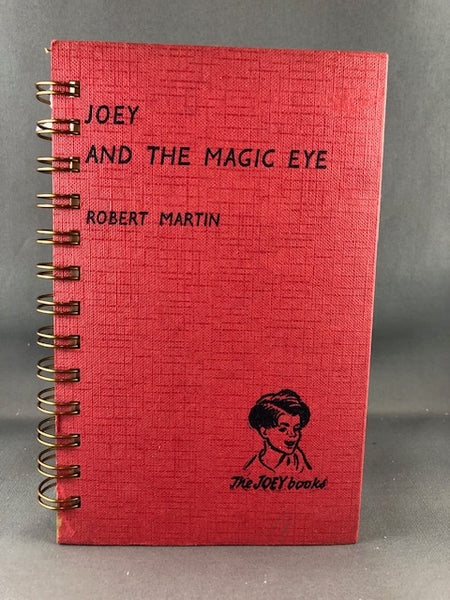 JOEY
AND THE MAGIC EYE
ROBERT MARTIN
The JOEY books